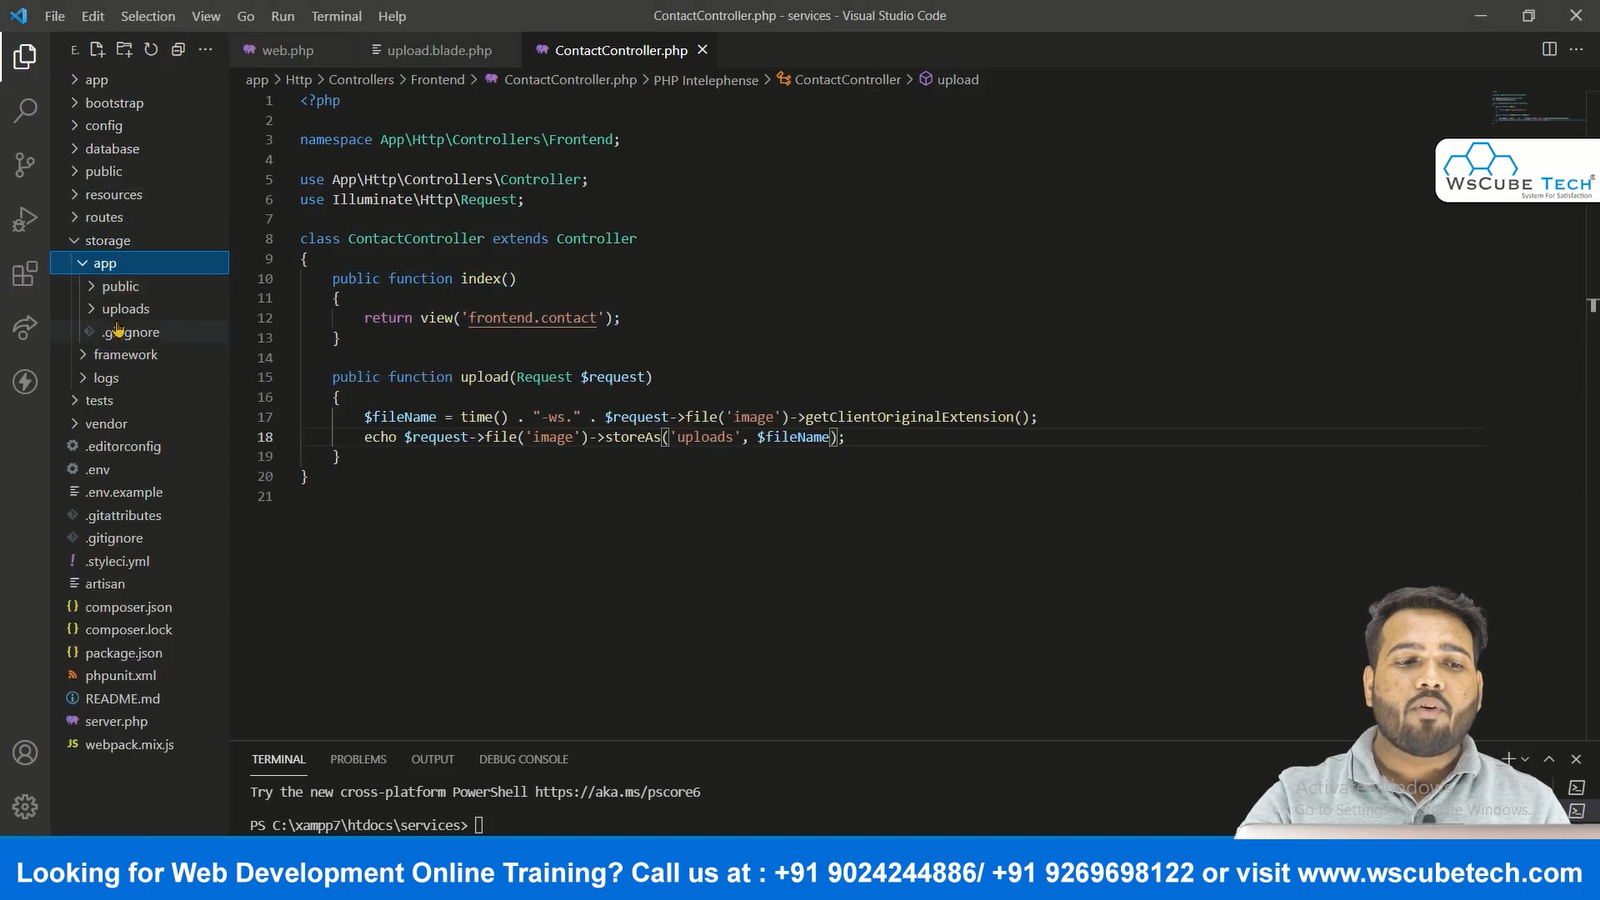 File Edit Selection View Go Run Terminal Help
ContactController.php - services - Visual Studio Code
E.
web.php
upload.blade.php
ContactController.php
app > Http > Controllers > Frontend > ContactController.php > PHP Intelephense > ContactController > upload
app
bootstrap
config
database
public
resources
routes
storage
app
public
uploads
framework
logs
tests
vendor
.editorconfig
.env
.env.example
.gitattributes
.gitignore
.styleci.yml
artisan
composer.json
composer.lock
package.json
phpunit.xml
README.md
server.php
webpack.mix.js
1 <?php
2
3 namespace App\Http\Controllers\Frontend;
4
5 use App\Http\Controllers\Controller;
6 use Illuminate\Http\Request;
7
8 class ContactController extends Controller
9 {
10 public function index()
11 {
12 return view('frontend.contact');
13 }
14
15 public function upload(Request $request)
16 {
17 $fileName = time() . "-ws." . $request->file('image')->getClientOriginalExtension();
18 echo $request->file('image')->storeAs('uploads', $fileName);
19 }
20 }
21
WsCube Tech
System For Satisfaction
TERMINAL PROBLEMS OUTPUT DEBUG CONSOLE
Try the new cross-platform PowerShell https://aka.ms/pscore6
PS C:\xampp7\htdocs\services>
Activate Windows
Go to Settings to activate Windows.
Looking for Web Development Online Training? Call us at : +91 9024244886/ +91 9269698122 or visit www.wscubetech.com